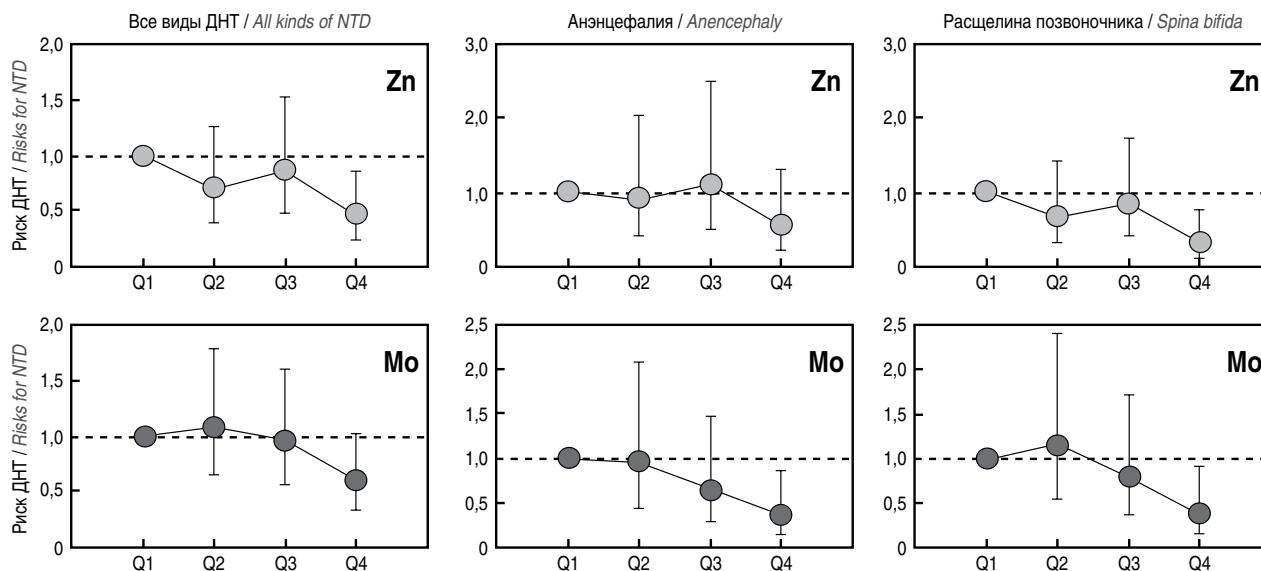 Все виды ДНТ / All kinds of NTD
Анэнцефалия / Anencephaly
Расщелина позвоночника / Spina bifida
Риск ДНТ / Risks for NTD
2,0
1,5
1,0
0,5
0
Zn
Q1 Q2 Q3 Q4
3,0
2,0
1,0
0
Zn
Q1 Q2 Q3 Q4
3,0
2,0
1,0
0
Zn
Q1 Q2 Q3 Q4
Риск ДНТ / Risks for NTD
2,0
1,5
1,0
0,5
0
Mo
Q1 Q2 Q3 Q4
2,5
2,0
1,5
1,0
0,5
0
Mo
Q1 Q2 Q3 Q4
2,5
2,0
1,5
1,0
0,5
0
Mo
Q1 Q2 Q3 Q4